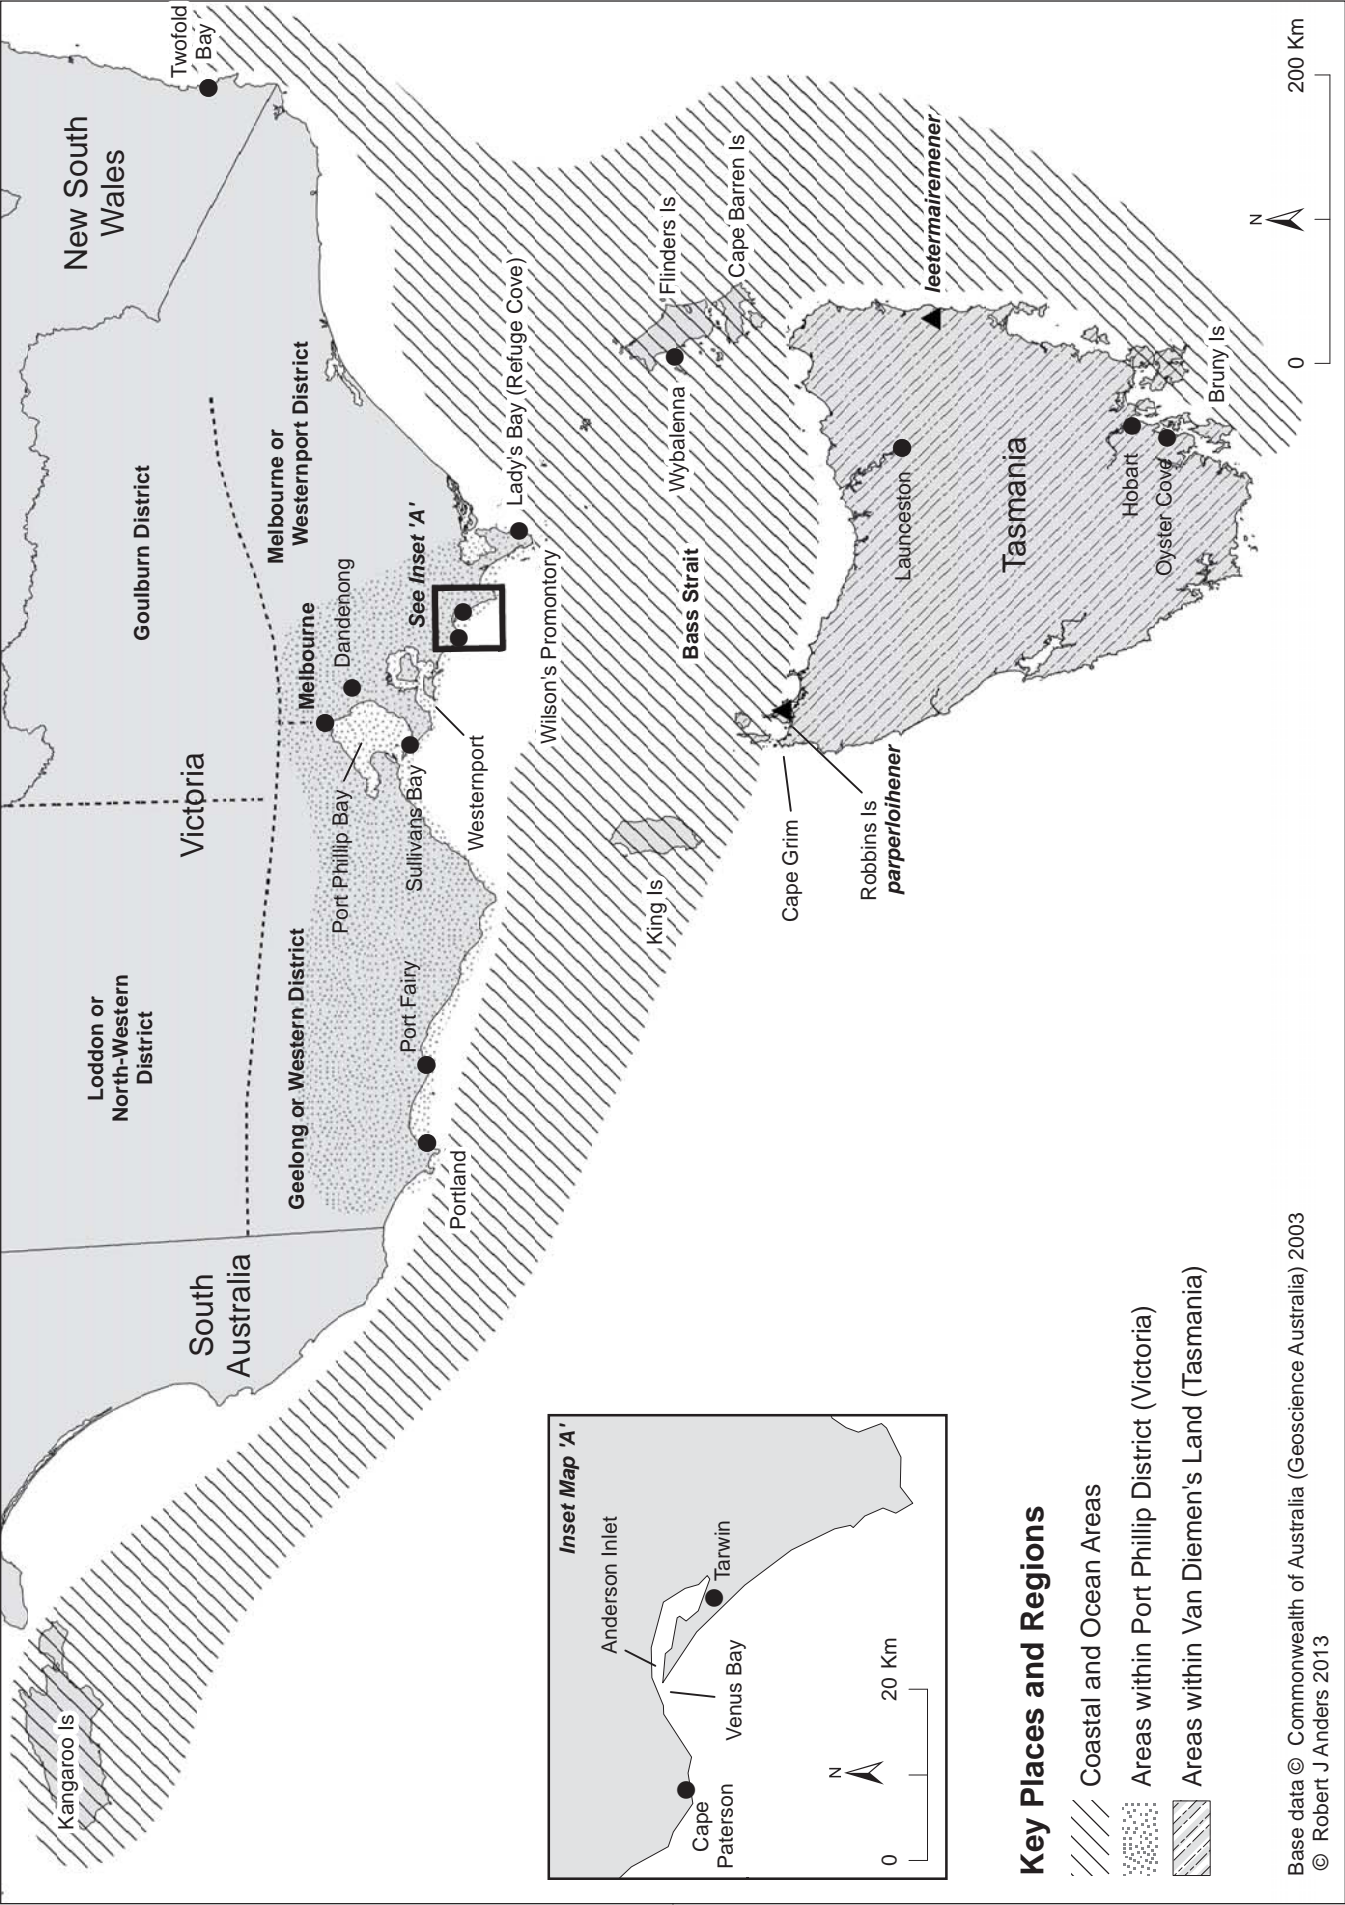 New South
Wales
Twofold
Bay
Goulburn District
Victoria
Loddon or
North-Western
District
South
Australia
Melbourne or
Westernport District
Melbourne
Dandenong
Geelong or Western District
Port Phillip Bay
Sullivans Bay
Westernport
Port Fairy
Portland
See Inset 'A'
Lady's Bay (Refuge Cove)
Wilson's Promontory
Kangaroo Is
King Is
Bass Strait
Wybalenna
Flinders Is
Cape Barren Is
Cape Grim
Robbins Is
parperloihener
leetermairemener
Launceston
Tasmania
Hobart
Oyster Cove
Bruny Is
Inset Map 'A'
Anderson Inlet
Tarwin
Venus Bay
Cape
Paterson
N
0
20 Km
Key Places and Regions
Coastal and Ocean Areas
Areas within Port Phillip District (Victoria)
Areas within Van Diemen's Land (Tasmania)
N
0
200 Km
Base data © Commonwealth of Australia (Geoscience Australia) 2003
© Robert J Anders 2013